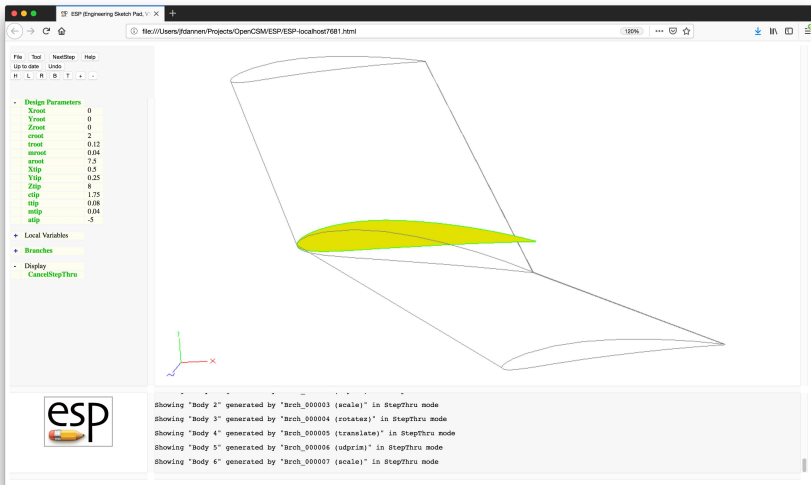 ESP (Engineering Sketch Pad, V
file:///Users/jfdannen/Projects/OpenCSM/ESP/ESP-localhost7681.html
120%
File Tool NextStep Help
Up to date Undo
H L R B T + -
- Design Parameters
Xroot 0
Yroot 0
Zroot 0
croot 2
troot 0.12
mroot 0.04
aroot 7.5
Xtip 0.5
Ytip 0.25
Ztip 8
ctip 1.75
ttip 0.08
mtip 0.04
atip -5
+ Local Variables
+ Branches
- Display
CancelStepThru
X
esp
Showing "Body 2" generated by "Brch_000003 (scale)" in StepThru mode
Showing "Body 3" generated by "Brch_000004 (rotatez)" in StepThru mode
Showing "Body 4" generated by "Brch_000005 (translate)" in StepThru mode
Showing "Body 5" generated by "Brch_000006 (udprim)" in StepThru mode
Showing "Body 6" generated by "Brch_000007 (scale)" in StepThru mode